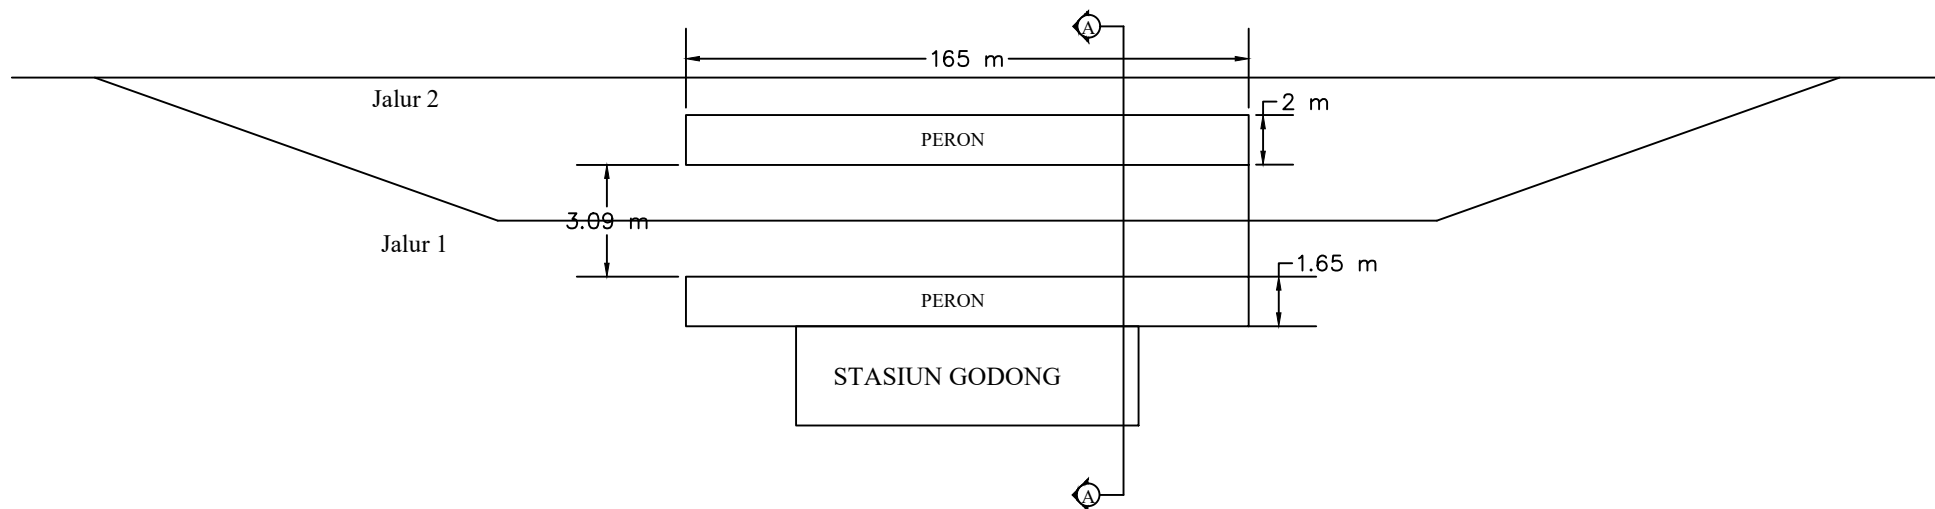 A
165 m
Jalur 2
2 m
PERON
3.09 m
Jalur 1
1.65 m
PERON
STASIUN GODONG
A